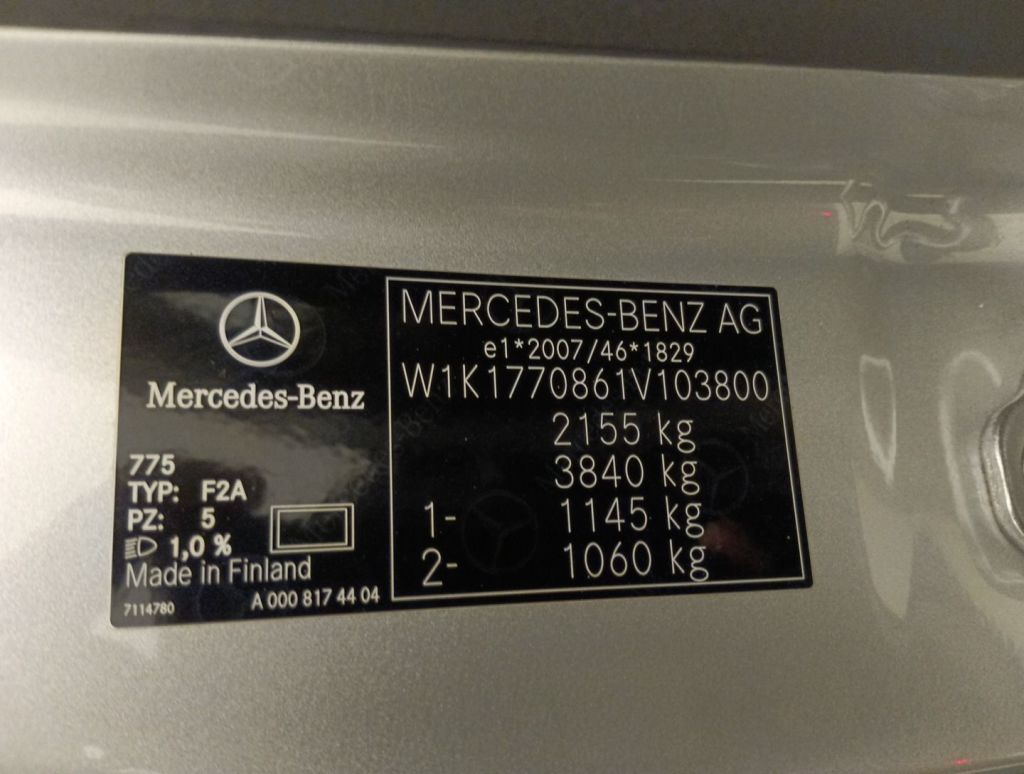 Mercedes-Benz
775
TYP: F2A
PZ: 5
1,0 %
Made in Finland
7114780
A 000 817 44 04
MERCEDES-BENZ AG
e1*2007/46*1829
W1K1770861V103800
2155 kg
3840 kg
1- 1145 kg
2- 1060 kg